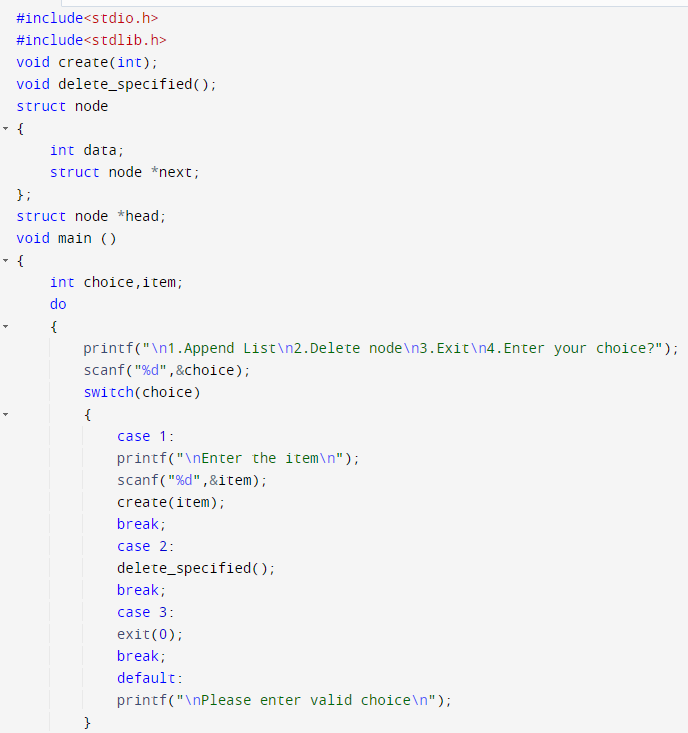 #include<stdio.h>
#include<stdlib.h>
void create(int);
void delete_specified();
struct node
{
    int data;
    struct node *next;
};
struct node *head;
void main ()
{
    int choice,item;
    do
    {
        printf("\n1.Append List\n2.Delete node\n3.Exit\n4.Enter your choice?");
        scanf("%d",&choice);
        switch(choice)
        {
            case 1:
            printf("\nEnter the item\n");
            scanf("%d",&item);
            create(item);
            break;
            case 2:
            delete_specified();
            break;
            case 3:
            exit(0);
            break;
            default:
            printf("\nPlease enter valid choice\n");
        }